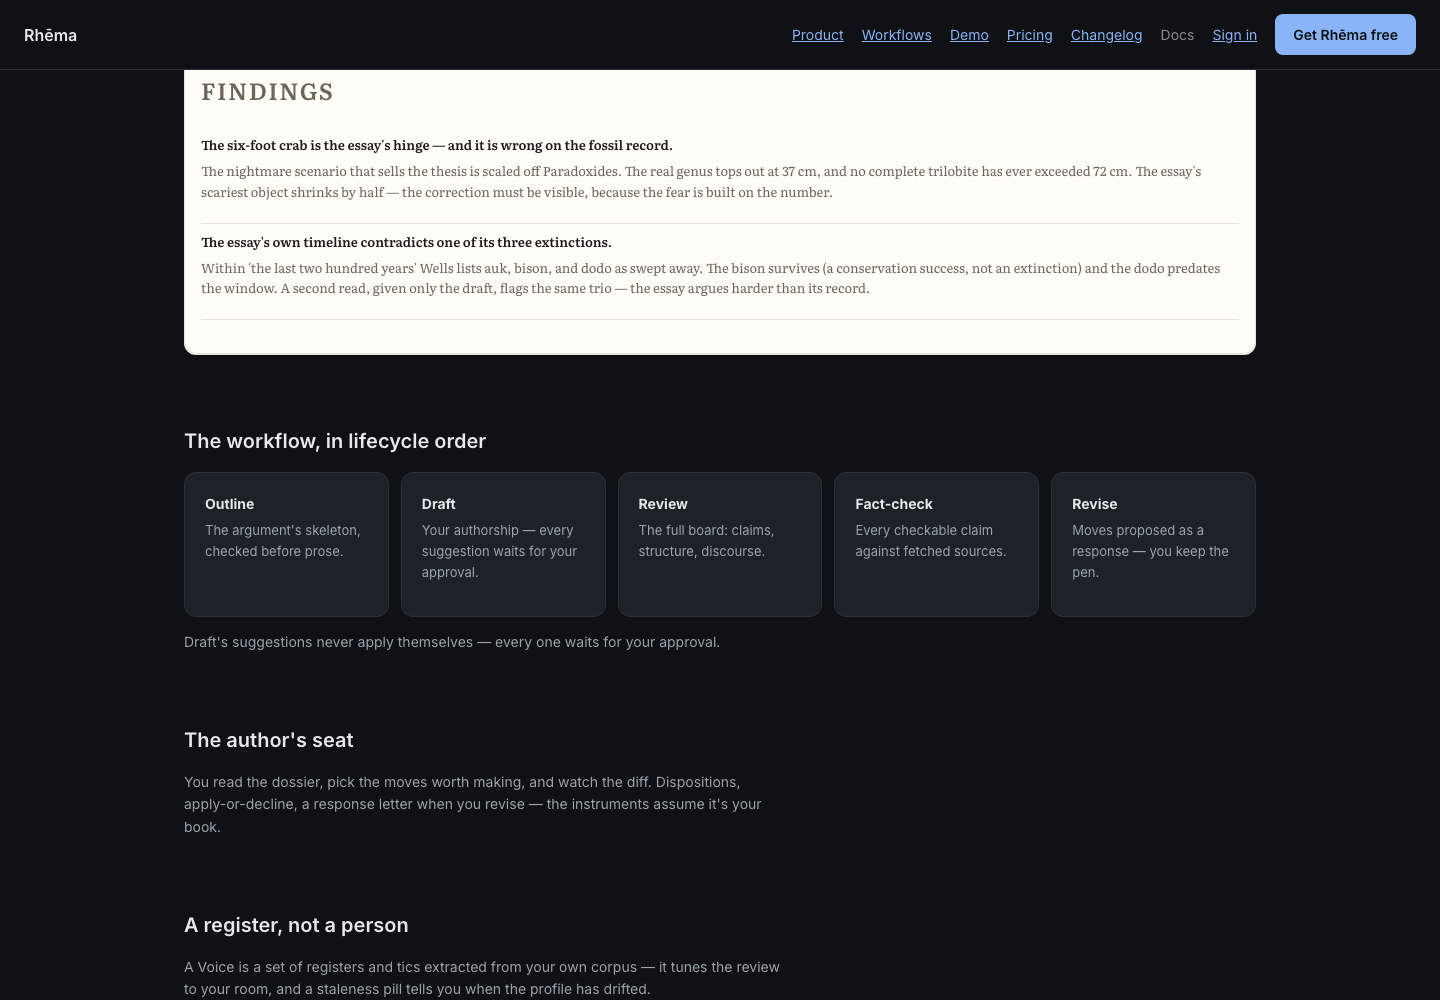 Rhēma
Product Workflows Demo Pricing Changelog Docs Sign in Get Rhēma free
FINDINGS
The six-foot crab is the essay's hinge — and it is wrong on the fossil record.
The nightmare scenario that sells the thesis is scaled off Paradoxides. The real genus tops out at 37 cm, and no complete trilobite has ever exceeded 72 cm. The essay's
scariest object shrinks by half — the correction must be visible, because the fear is built on the number.
The essay's own timeline contradicts one of its three extinctions.
Within 'the last two hundred years' Wells lists auk, bison, and dodo as swept away. The bison survives (a conservation success, not an extinction) and the dodo predates
the window. A second read, given only the draft, flags the same trio — the essay argues harder than its record.
The workflow, in lifecycle order
Outline
The argument's skeleton,
checked before prose.
Draft
Your authorship — every
suggestion waits for your
approval.
Review
The full board: claims,
structure, discourse.
Fact-check
Every checkable claim
against fetched sources.
Revise
Moves proposed as a
response — you keep the
pen.
Draft's suggestions never apply themselves — every one waits for your approval.
The author's seat
You read the dossier, pick the moves worth making, and watch the diff. Dispositions,
apply-or-decline, a response letter when you revise — the instruments assume it's your
book.
A register, not a person
A Voice is a set of registers and tics extracted from your own corpus — it tunes the review
to your room, and a staleness pill tells you when the profile has drifted.